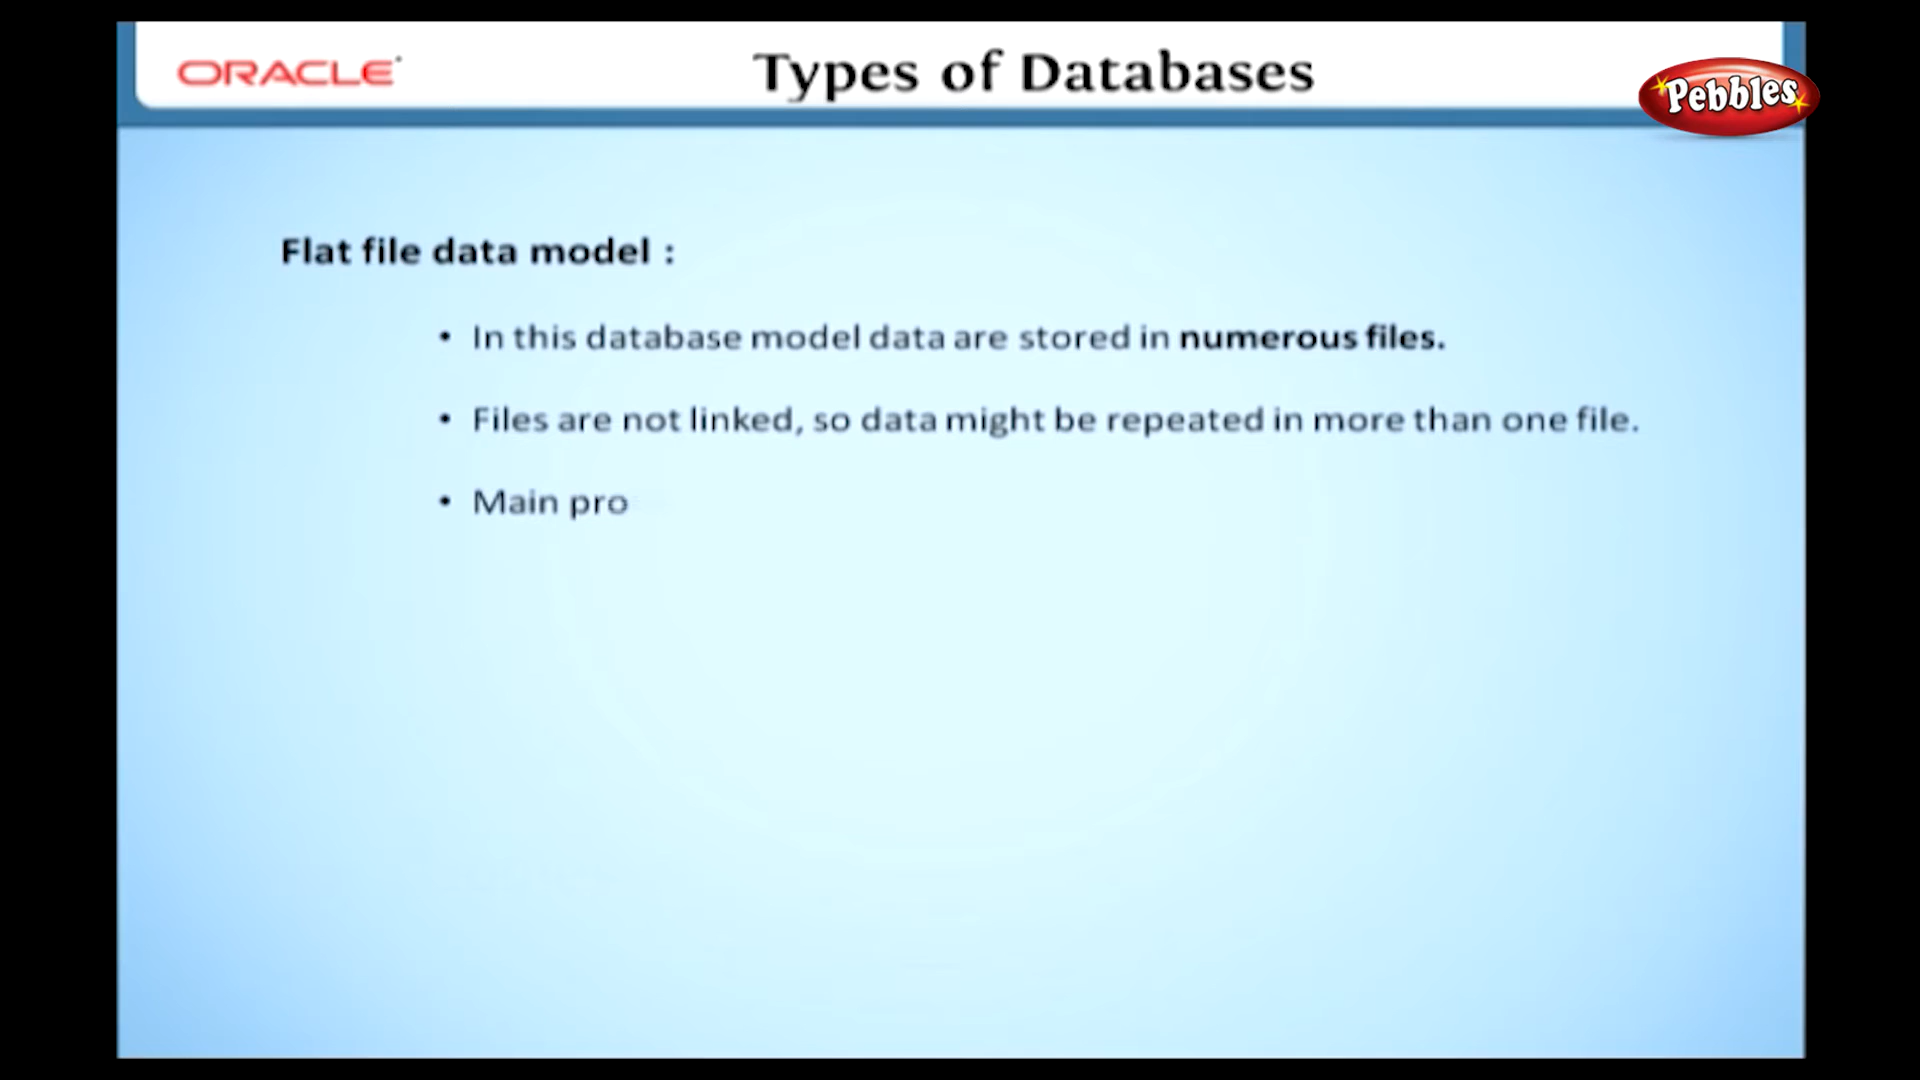 ORACLE
Types of Databases
Pebbles
Flat file data model :
• In this database model data are stored in numerous files.
• Files are not linked, so data might be repeated in more than one file.
• Main pro